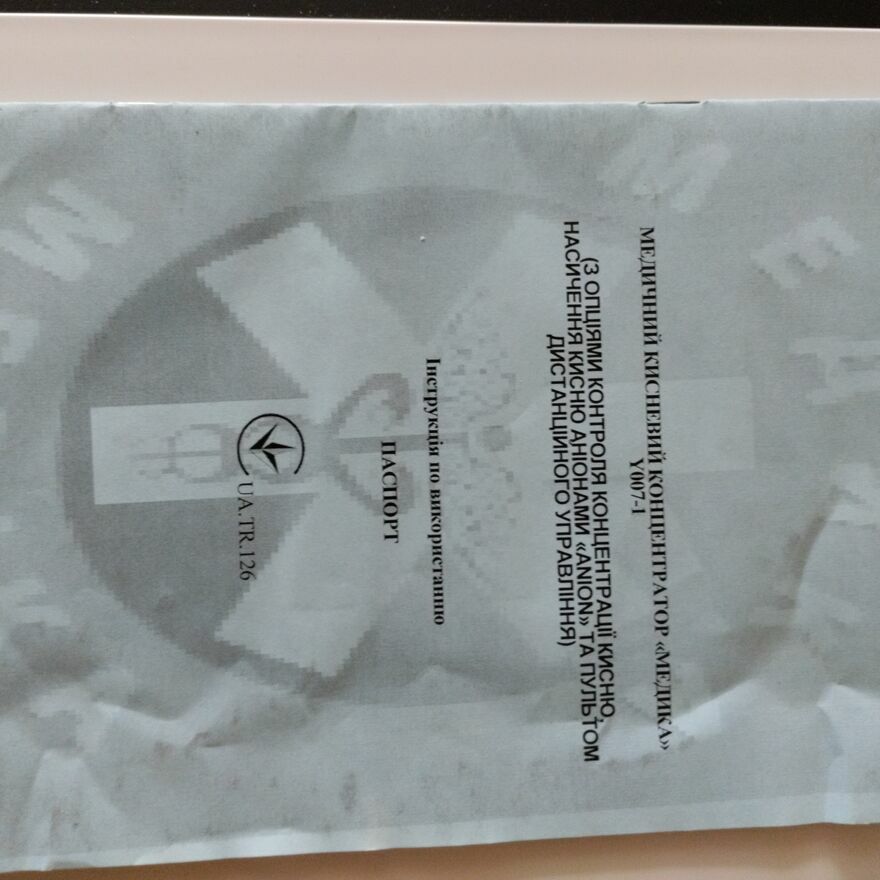 МЕДИЧНИЙ КИСНЕВИЙ КОНЦЕНТРАТОР «МЕДИКА»
Y007-1
(З ОПЦІЯМИ КОНТРОЛЯ КОНЦЕНТРАЦІЇ КИСНЮ,
НАСИЧЕННЯ КИСНЮ АНІОНАМИ «ANION» ТА ПУЛЬТОМ
ДИСТАНЦІЙНОГО УПРАВЛІННЯ)
Інструкція по використанню
ПАСПОРТ
UA.TR.126